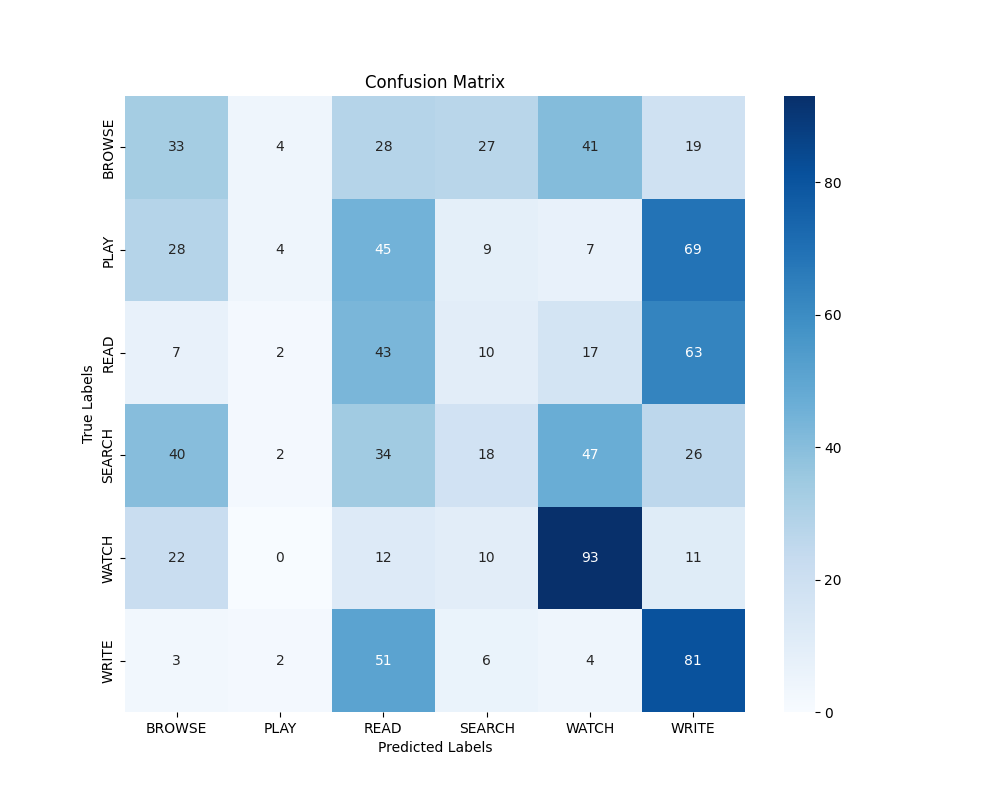 Confusion Matrix
BROWSE 33 4 28 27 41 19
PLAY 28 4 45 9 7 69
READ 7 2 43 10 17 63
SEARCH 40 2 34 18 47 26
WATCH 22 0 12 10 93 11
WRITE 3 2 51 6 4 81
BROWSE PLAY READ SEARCH WATCH WRITE
Predicted Labels
True Labels
80
60
40
20
0